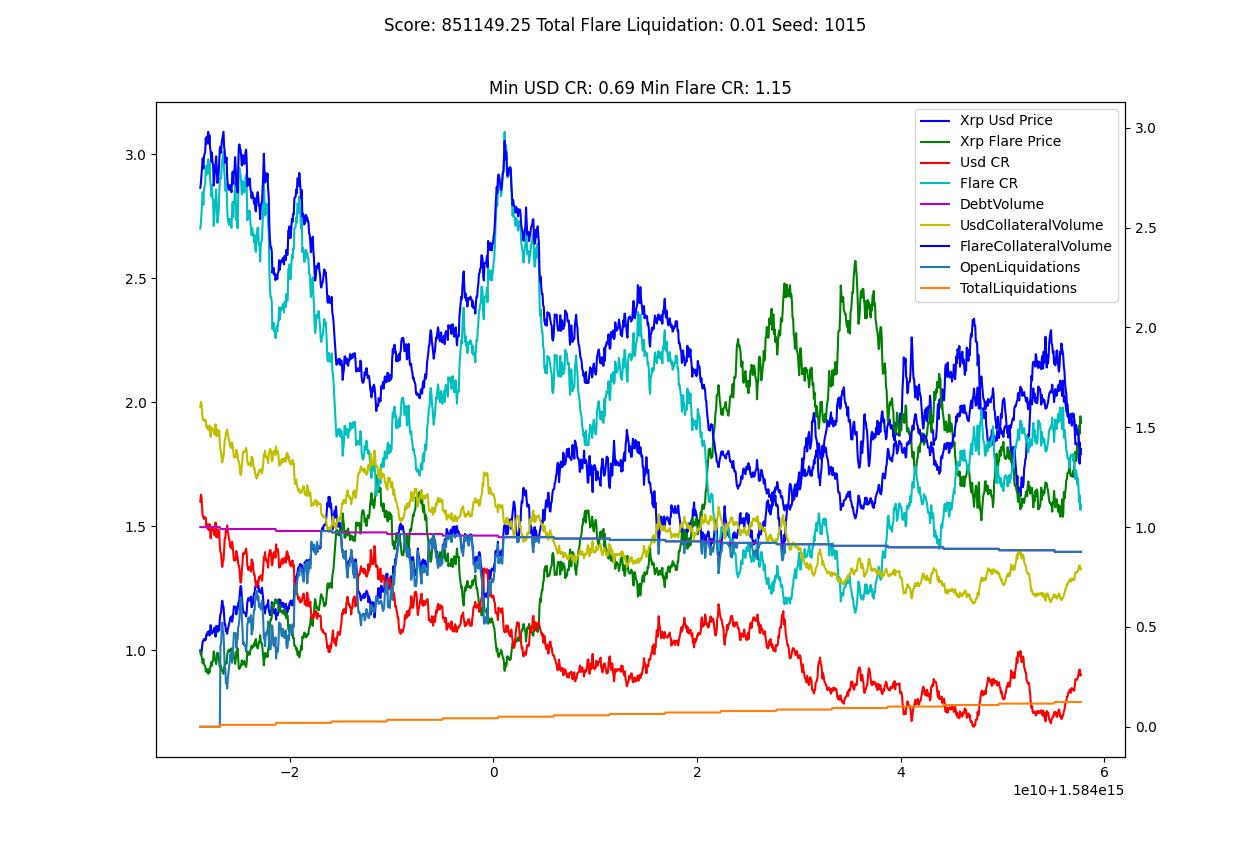 Score: 851149.25 Total Flare Liquidation: 0.01 Seed: 1015
Min USD CR: 0.69 Min Flare CR: 1.15
Xrp Usd Price
Xrp Flare Price
Usd CR
Flare CR
DebtVolume
UsdCollateralVolume
FlareCollateralVolume
OpenLiquidations
TotalLiquidations
3.0
2.5
2.0
1.5
1.0
3.0
2.5
2.0
1.5
1.0
0.5
0.0
−2 0 2 4 6
1e10+1.584e15